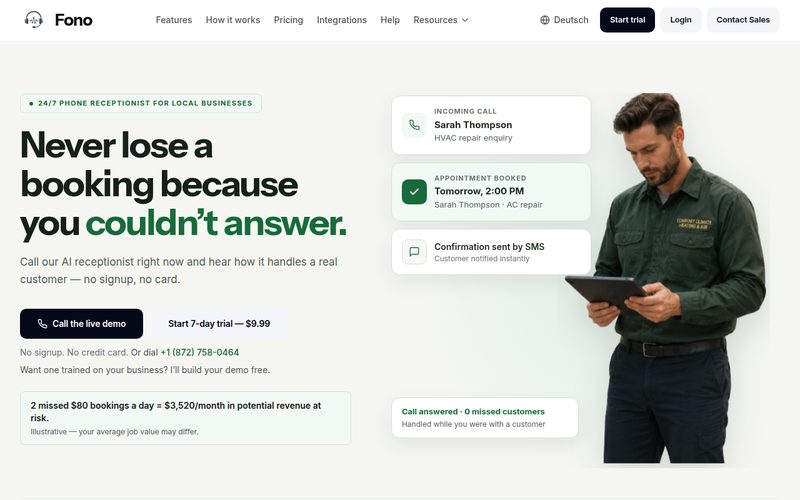 Fono
Features
How it works
Pricing
Integrations
Help
Resources
Deutsch
Start trial
Login
Contact Sales
24/7 PHONE RECEPTIONIST FOR LOCAL BUSINESSES
Never lose a
booking because
you couldn't answer.
Call our AI receptionist right now and hear how it handles a real
customer — no signup, no card.
Call the live demo
Start 7-day trial — $9.99
No signup. No credit card. Or dial +1 (872) 758-0464
Want one trained on your business? I'll build your demo free.
2 missed $80 bookings a day = $3,520/month in potential revenue at
risk.
Illustrative — your average job value may differ.
INCOMING CALL
Sarah Thompson
HVAC repair enquiry
APPOINTMENT BOOKED
Tomorrow, 2:00 PM
Sarah Thompson · AC repair
Confirmation sent by SMS
Customer notified instantly
Call answered · 0 missed customers
Handled while you were with a customer
COMFORT CLIMATE
HEATING & AIR